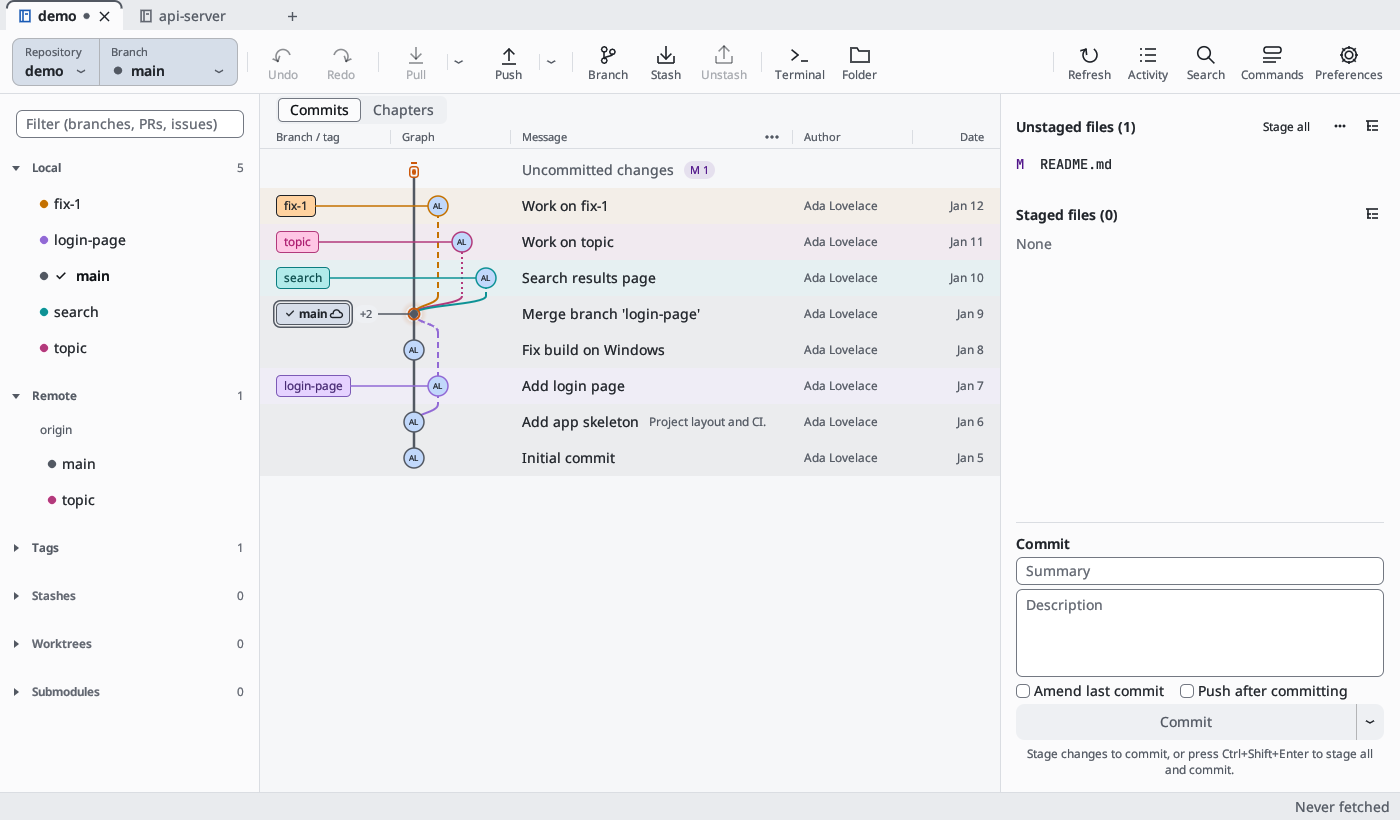 demo
api-server
Repository
demo
Branch
main
Undo
Redo
Pull
Push
Branch
Stash
Unstash
Terminal
Folder
Refresh
Activity
Search
Commands
Preferences
Filter (branches, PRs, issues)
Local 5
fix-1
login-page
main
search
topic
Remote 1
origin
main
topic
Tags 1
Stashes 0
Worktrees 0
Submodules 0
Commits Chapters
Branch / tag Graph Message Author Date
Uncommitted changes M 1
fix-1 AL Work on fix-1 Ada Lovelace Jan 12
topic AL Work on topic Ada Lovelace Jan 11
search AL Search results page Ada Lovelace Jan 10
main +2 Merge branch 'login-page' Ada Lovelace Jan 9
AL Fix build on Windows Ada Lovelace Jan 8
login-page AL Add login page Ada Lovelace Jan 7
AL Add app skeleton Project layout and CI. Ada Lovelace Jan 6
AL Initial commit Ada Lovelace Jan 5
Unstaged files (1) Stage all
M README.md
Staged files (0)
None
Commit
Summary
Description
Amend last commit Push after committing
Commit
Stage changes to commit, or press Ctrl+Shift+Enter to stage all
and commit.
Never fetched